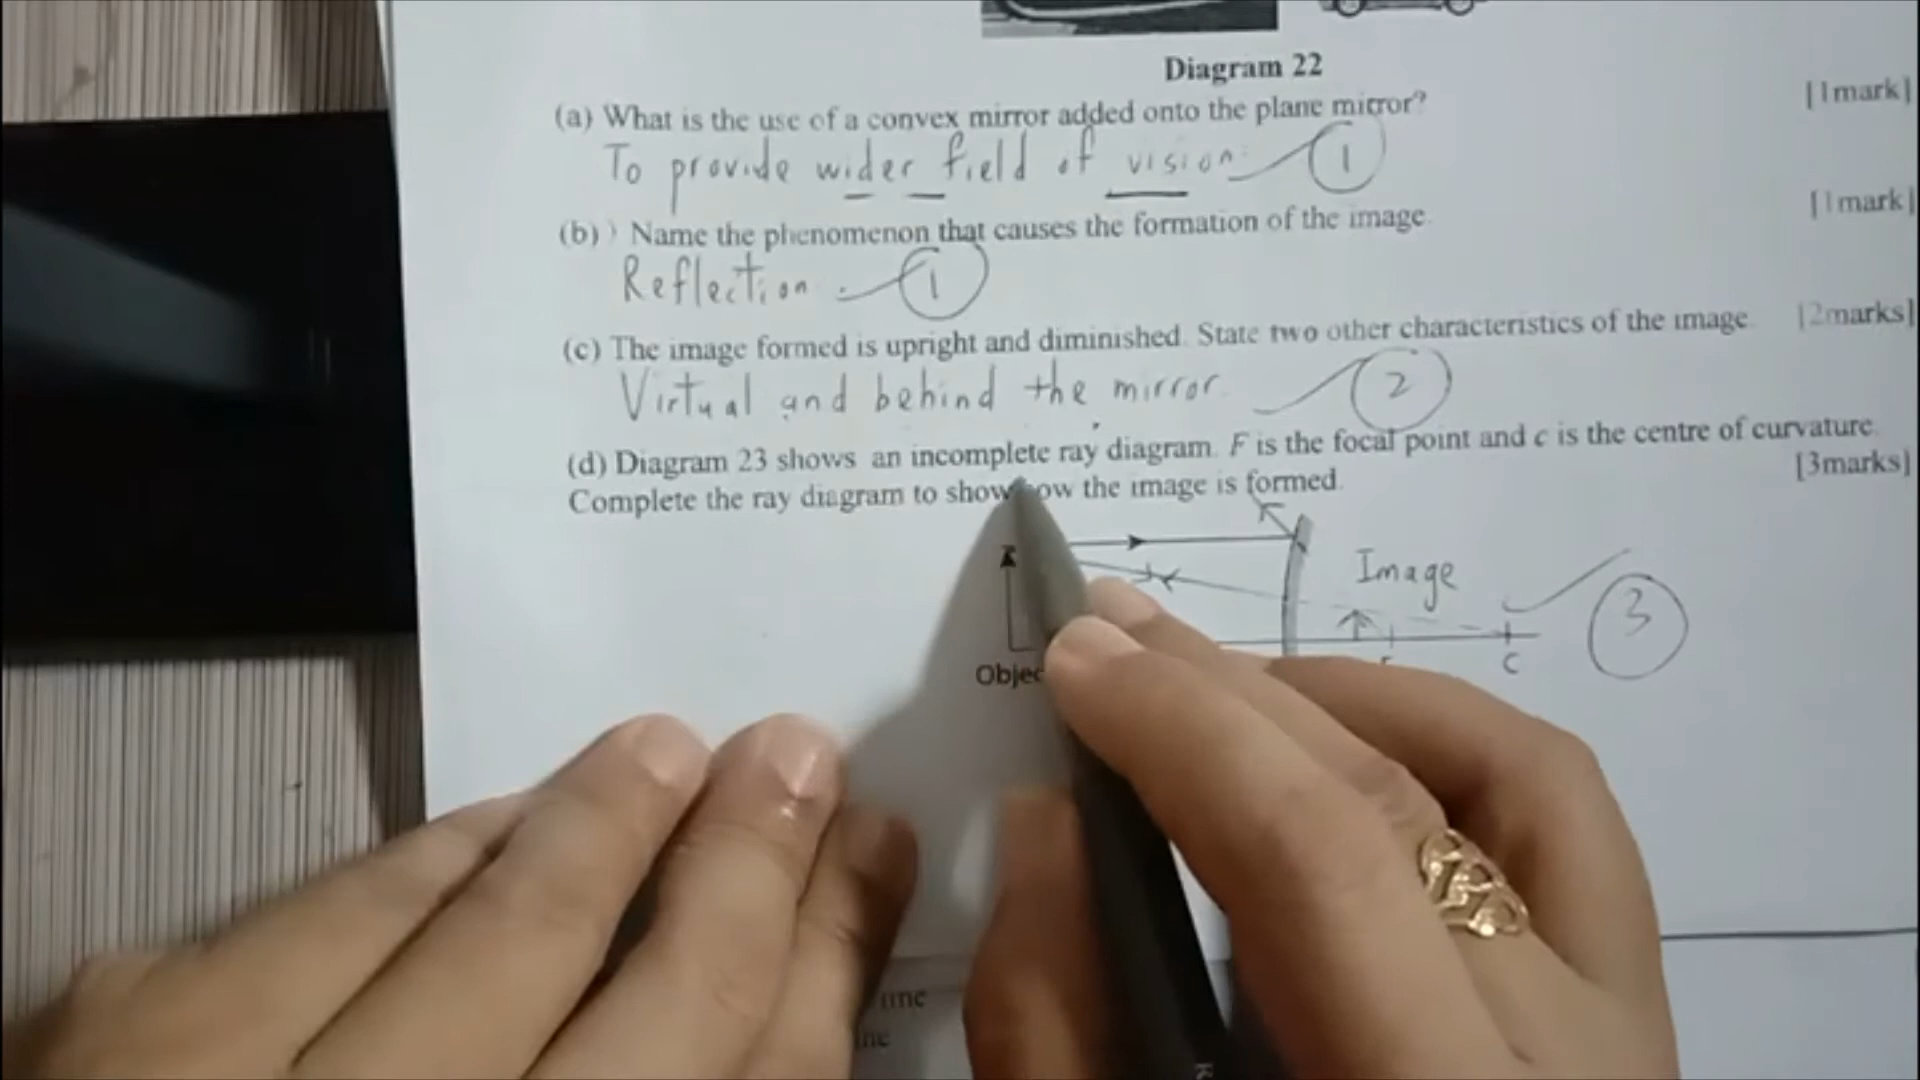 Diagram 22
(a) What is the use of a convex mirror added onto the plane mirror? [1mark]
To provide wider field of vision. 1
(b) Name the phenomenon that causes the formation of the image. [1mark]
Reflection. 1
(c) The image formed is upright and diminished. State two other characteristics of the image. [2marks]
Virtual and behind the mirror. 2
(d) Diagram 23 shows an incomplete ray diagram. F is the focal point and c is the centre of curvature.
Complete the ray diagram to show ow the image is formed. [3marks]
Image
3
Objec
C